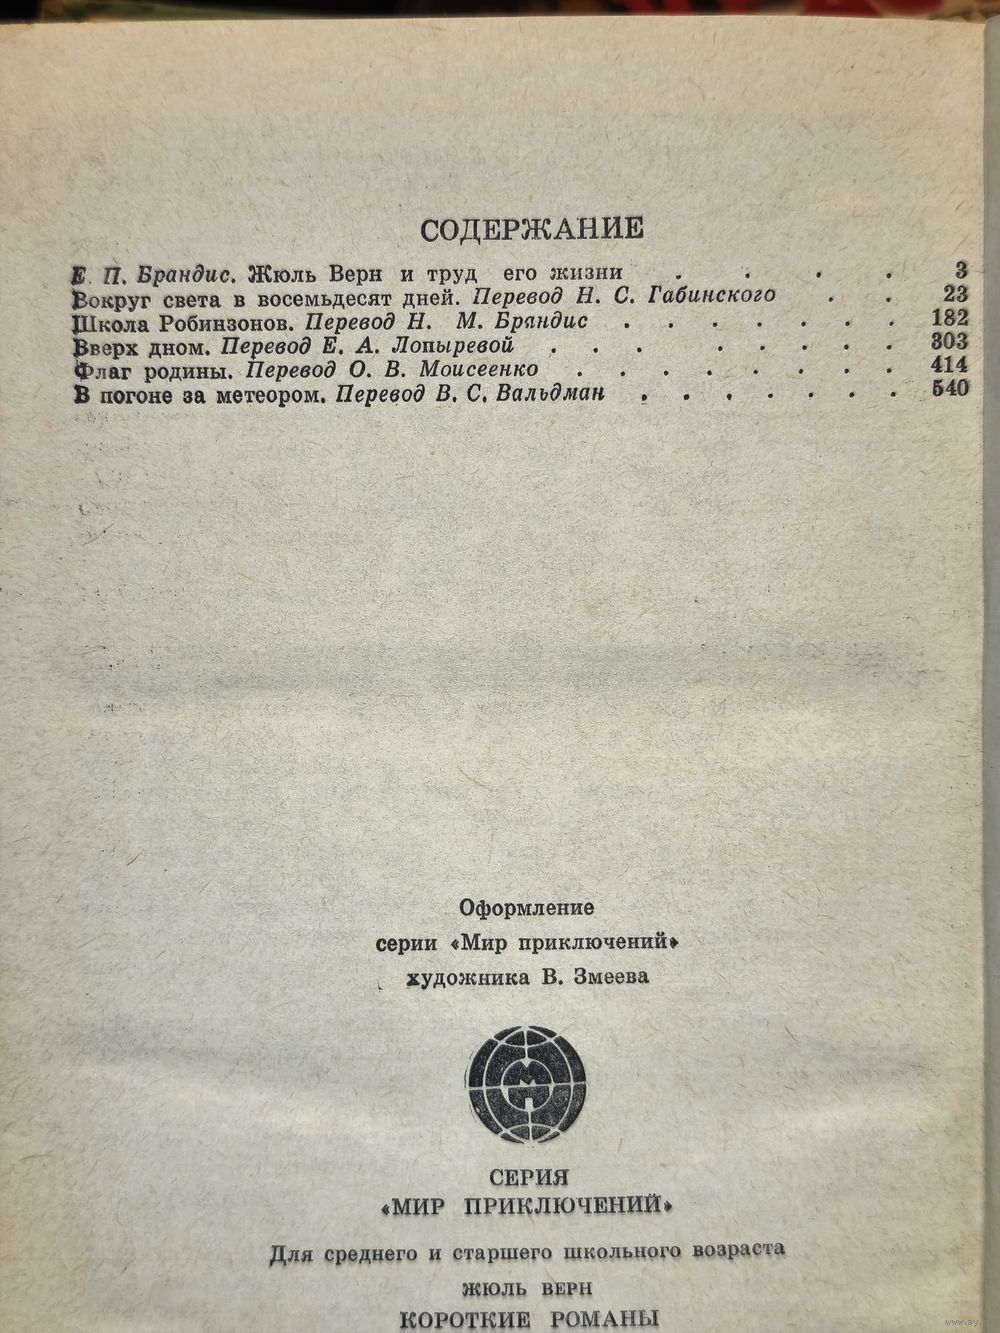 СОДЕРЖАНИЕ
Е. П. Брандис. Жюль Верн и труд его жизни . . . . 3
Вокруг света в восемьдесят дней. Перевод Н. С. Габинского . . 23
Школа Робинзонов. Перевод Н. М. Брандис . . . . . . . 182
Вверх дном. Перевод Е. А. Лопыревой . . . . . . . . 303
Флаг родины. Перевод О. В. Моисеенко . . . . . . . . 414
В погоне за метеором. Перевод В. С. Вальдман . . . . . . . 540
Оформление
серии «Мир приключений»
художника В. Змеева
МП
СЕРИЯ
«МИР ПРИКЛЮЧЕНИЙ»
Для среднего и старшего школьного возраста
ЖЮЛЬ ВЕРН
КОРОТКИЕ РОМАНЫ